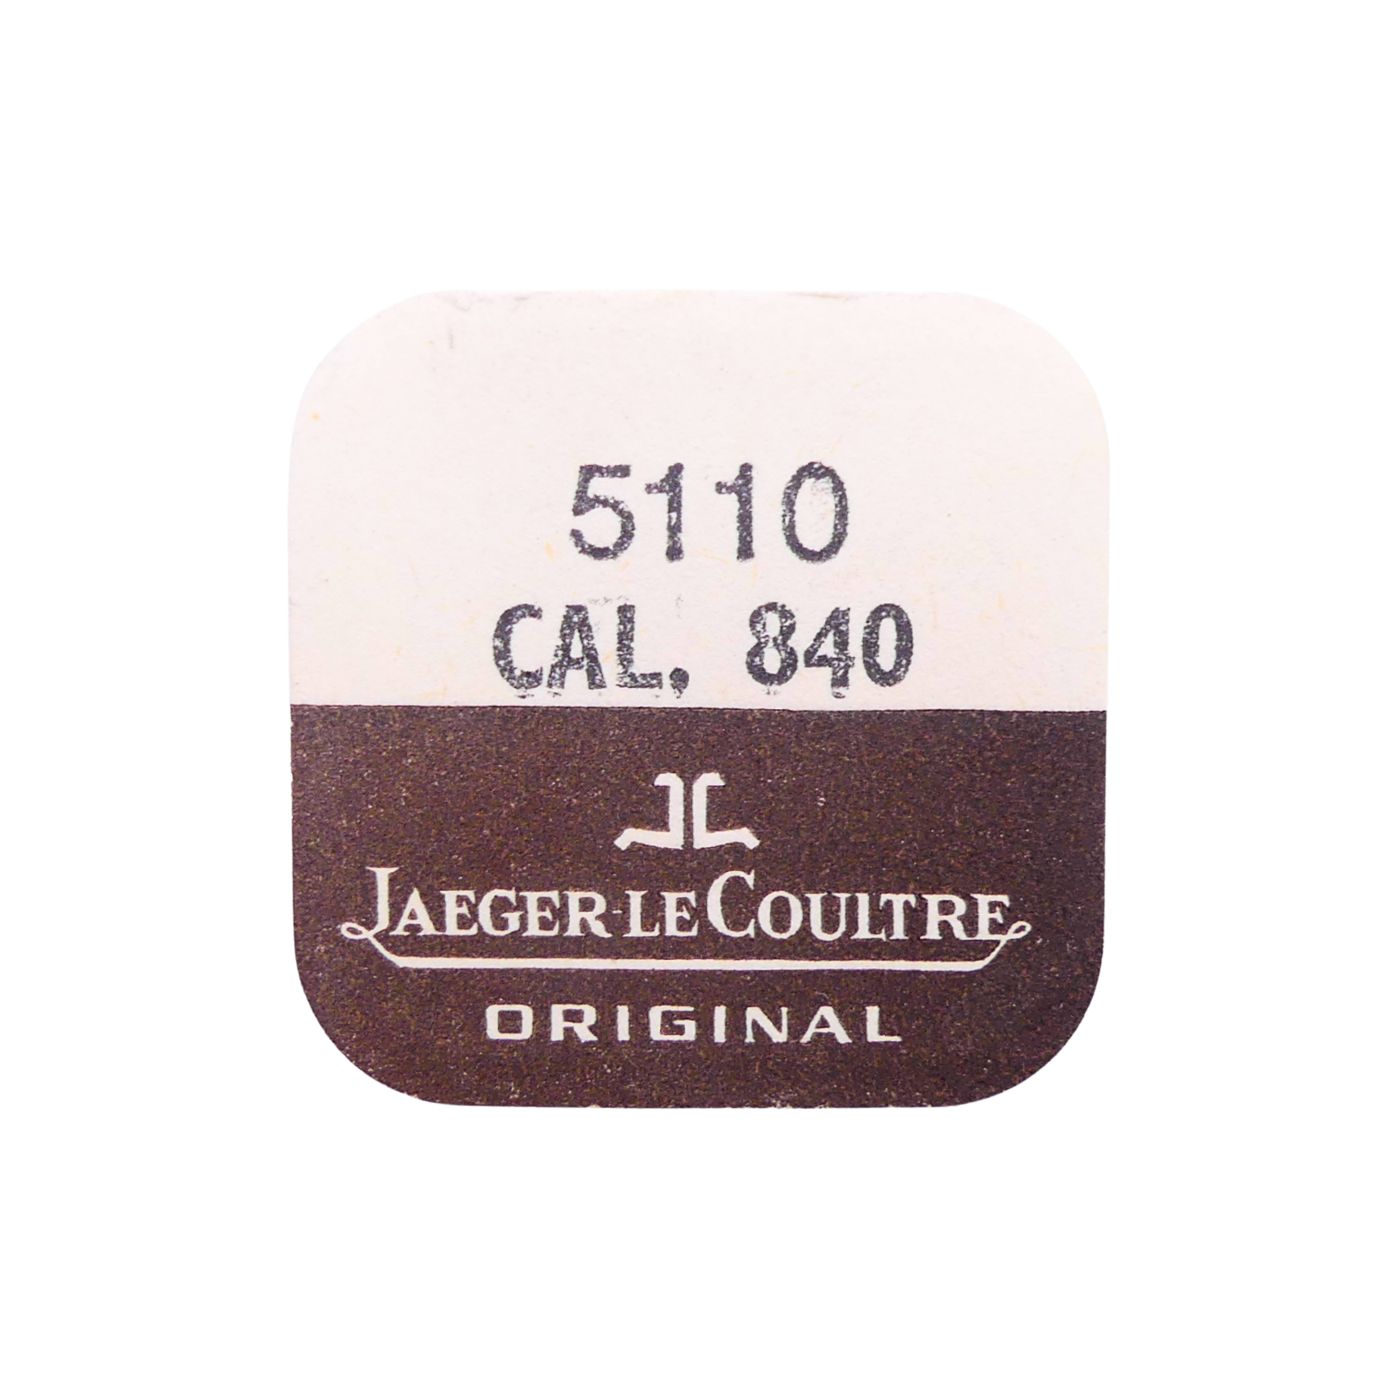 5110
CAL. 840
JAEGER-LECOULTRE
ORIGINAL